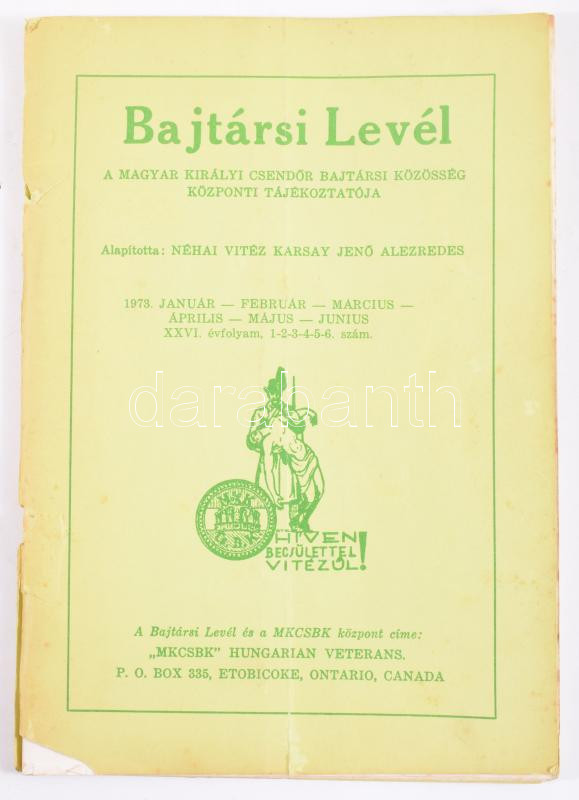 Bajtársi Levél
A MAGYAR KIRÁLYI CSENDŐR BAJTÁRSI KÖZÖSSÉG
KÖZPONTI TÁJÉKOZTATÓJA
Alapította: NÉHAI VITÉZ KARSAY JENŐ ALEZREDES
1973. JANUÁR — FEBRUÁR — MARCIUS —
ÁPRILIS — MÁJUS — JUNIUS
XXVI. évfolyam, 1-2-3-4-5-6. szám.
darabanth
HIVEN
BECSÜLETTEL
VITÉZÜL!
A Bajtársi Levél és a MKCSBK központ címe:
„MKCSBK" HUNGARIAN VETERANS.
P. O. BOX 335, ETOBICOKE, ONTARIO, CANADA